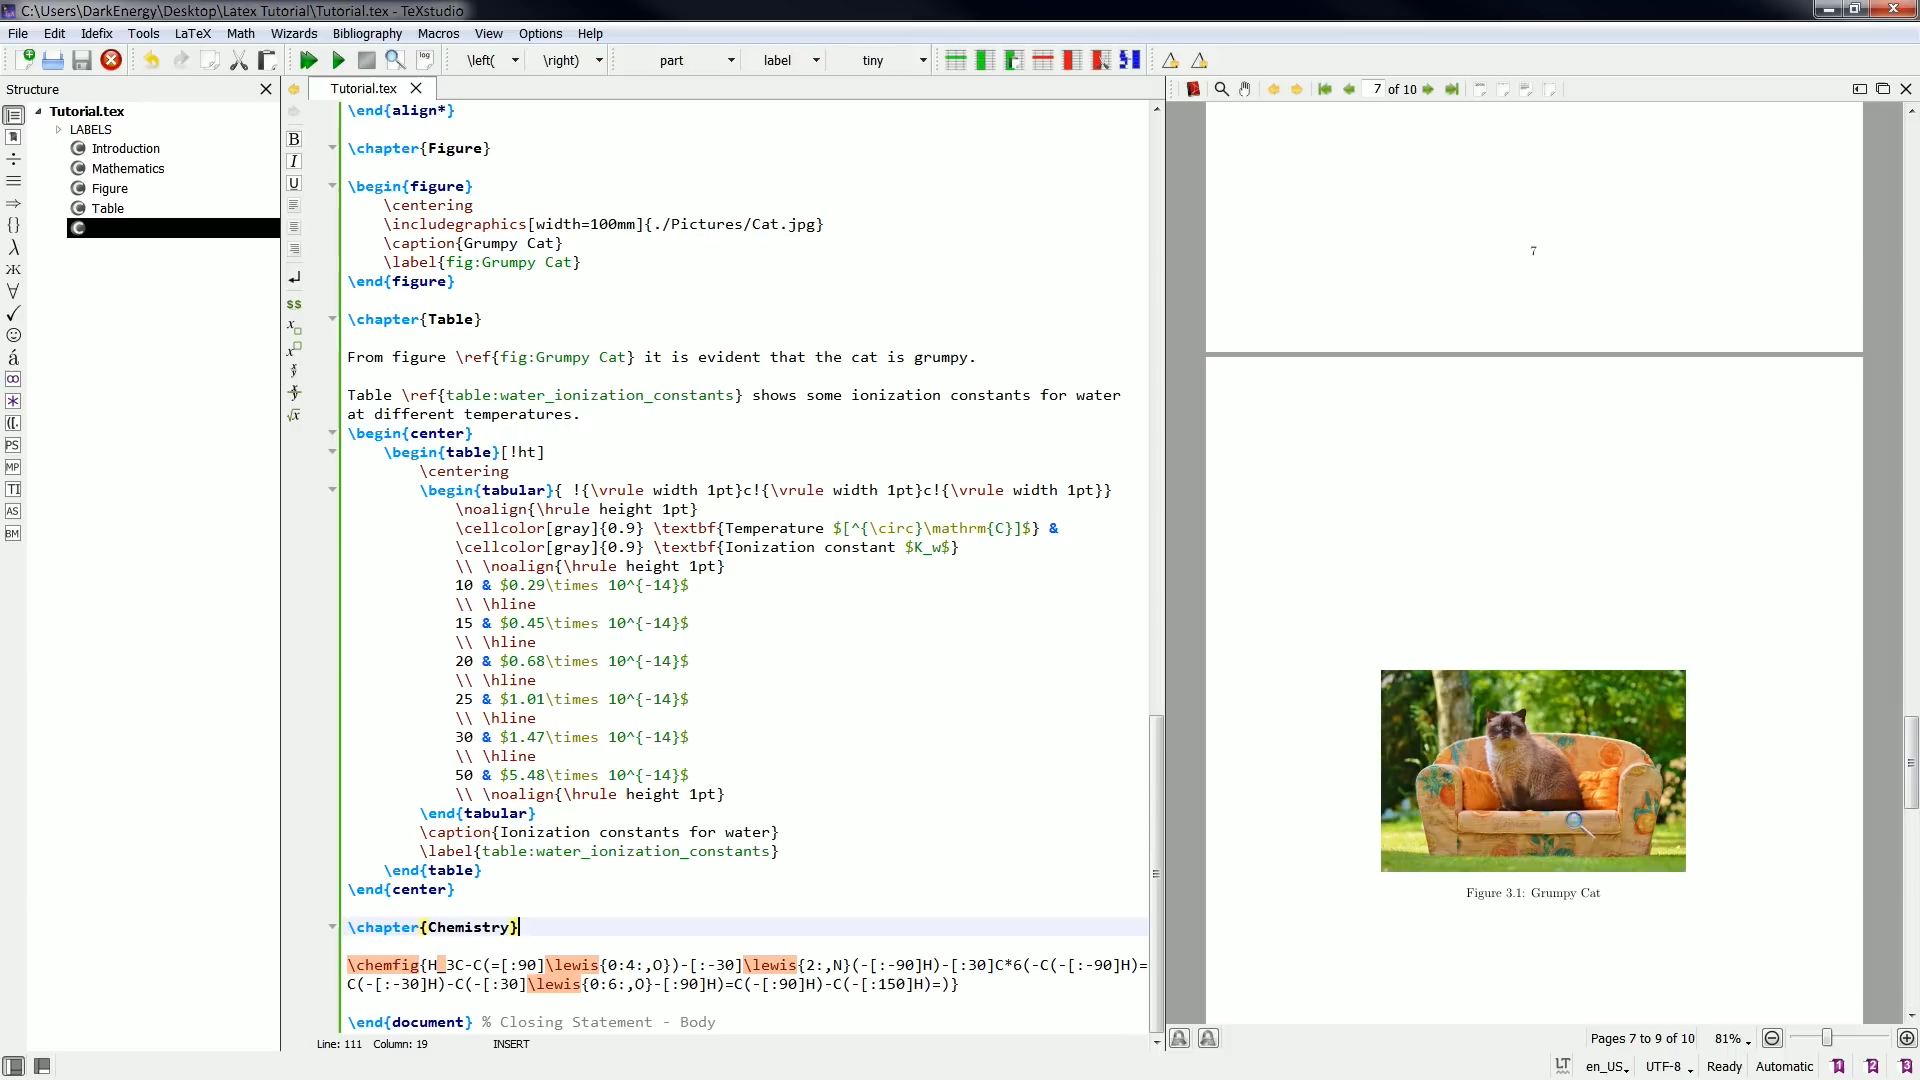 C:\Users\DarkEnergy\Desktop\Latex Tutorial\Tutorial.tex - TeXstudio
File Edit Idefix Tools LaTeX Math Wizards Bibliography Macros View Options Help
log \left( \right) part label tiny
Structure
Tutorial.tex
7 of 10
Tutorial.tex
LABELS
Introduction
Mathematics
Figure
Table
B
I
U
$$
PS
MP
TI
AS
BM
\end{align*}
\chapter{Figure}
\begin{figure}
\centering
\includegraphics[width=100mm]{./Pictures/Cat.jpg}
\caption{Grumpy Cat}
\label{fig:Grumpy Cat}
\end{figure}
\chapter{Table}
From figure \ref{fig:Grumpy Cat} it is evident that the cat is grumpy.
Table \ref{table:water_ionization_constants} shows some ionization constants for water
at different temperatures.
\begin{center}
\begin{table}[!ht]
\centering
\begin{tabular}{ !{\vrule width 1pt}c!{\vrule width 1pt}c!{\vrule width 1pt}}
\noalign{\hrule height 1pt}
\cellcolor[gray]{0.9} \textbf{Temperature $[^{\circ}\mathrm{C}]$} &
\cellcolor[gray]{0.9} \textbf{Ionization constant $K_w$}
\\ \noalign{\hrule height 1pt}
10 & $0.29\times 10^{-14}$
\\ \hline
15 & $0.45\times 10^{-14}$
\\ \hline
20 & $0.68\times 10^{-14}$
\\ \hline
25 & $1.01\times 10^{-14}$
\\ \hline
30 & $1.47\times 10^{-14}$
\\ \hline
50 & $5.48\times 10^{-14}$
\\ \noalign{\hrule height 1pt}
\end{tabular}
\caption{Ionization constants for water}
\label{table:water_ionization_constants}
\end{table}
\end{center}
\chapter{Chemistry}
\chemfig{H_3C-C(=[:90]\lewis{0:4:,O})-[:-30]\lewis{2:,N}(-[:-90]H)-[:30]C*6(-C(-[:-90]H)=
C(-[:-30]H)-C(-[:30]\lewis{0:6:,O}-[:90]H)=C(-[:90]H)-C(-[:150]H)=)}
\end{document} % Closing Statement - Body
Line: 111 Column: 19 INSERT
7
Figure 3.1: Grumpy Cat
Pages 7 to 9 of 10 81%
LT en_US UTF-8 Ready Automatic 1 2 3